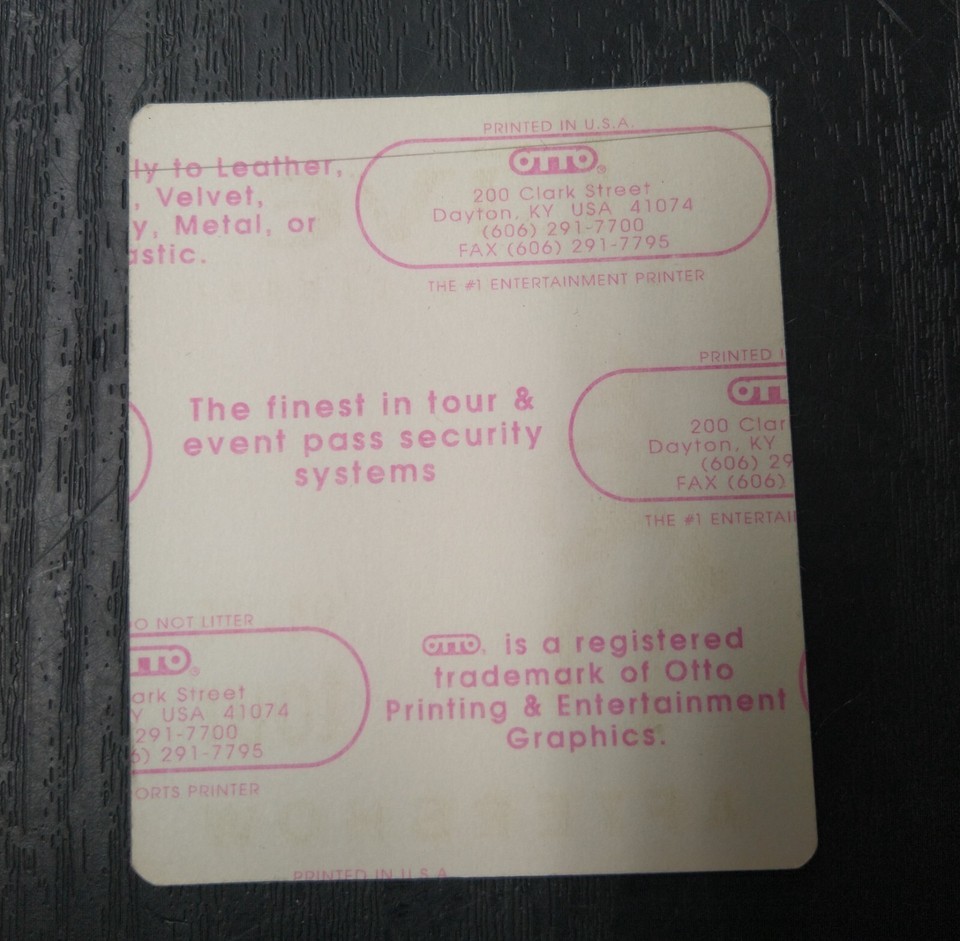 PRINTED IN U.S.A.
OTTO®
200 Clark Street
Dayton, KY USA 41074
(606) 291-7700
FAX (606) 291-7795
THE #1 ENTERTAINMENT PRINTER
ly to Leather,
, Velvet,
y, Metal, or
astic.
The finest in tour &
event pass security
systems
PRINTED I
OTT
200 Clar
Dayton, KY
(606) 29
FAX (606)
THE #1 ENTERTAI
O NOT LITTER
OTTO®
ark Street
Y USA 41074
291-7700
6) 291-7795
ORTS PRINTER
OTTO® is a registered
trademark of Otto
Printing & Entertainment
Graphics.
PRINTED IN U.S.A.